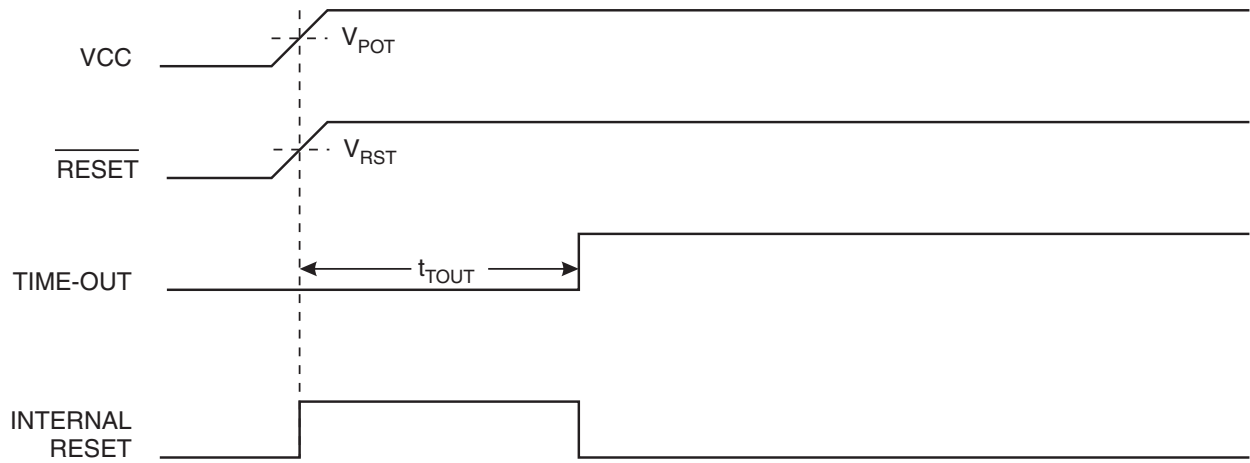 VCC
VPOT
RESET
VRST
TIME-OUT
tTOUT
INTERNAL
RESET